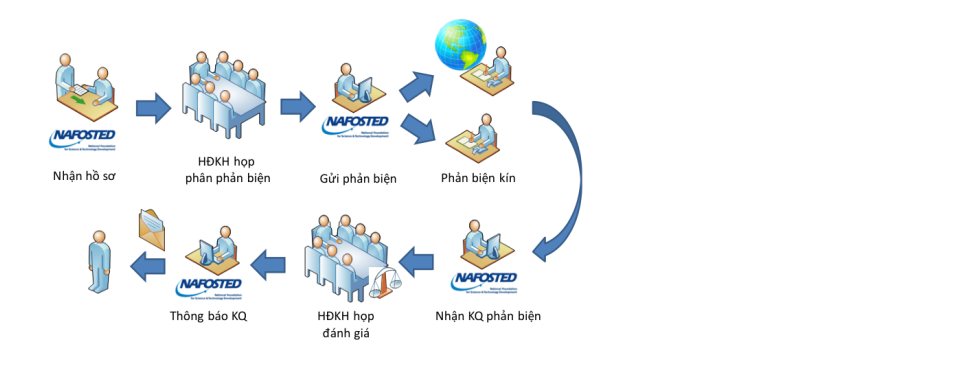 NAFOSTED
National Foundation
for Science & Technology Development
Nhận hồ sơ
HĐKH họp
phân phản biện
NAFOSTED
National Foundation
for Science & Technology Development
Gửi phản biện
Phản biện kín
NAFOSTED
National Foundation
for Science & Technology Development
Thông báo KQ
HĐKH họp
đánh giá
NAFOSTED
National Foundation
for Science & Technology Development
Nhận KQ phản biện